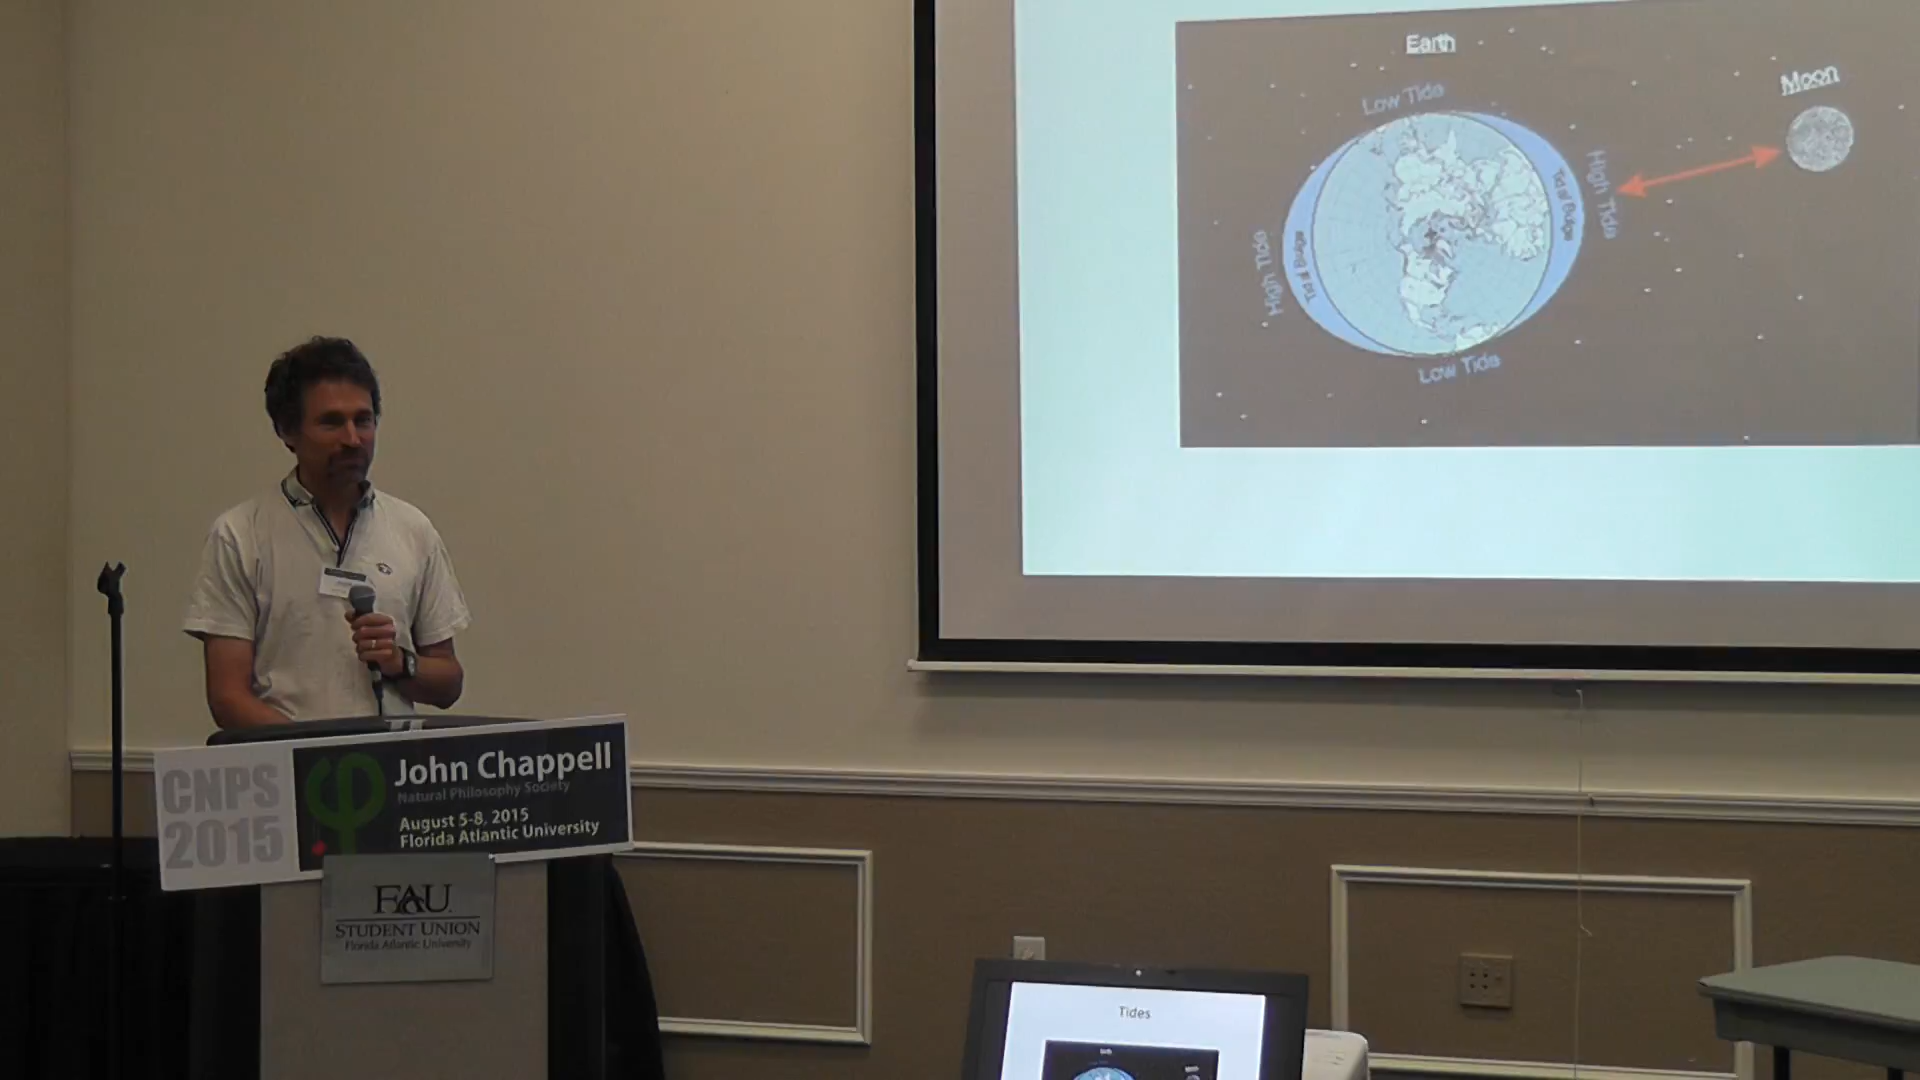 Earth
Moon
Low Tide
High Tide
Tidal Bulge
High Tide
Tidal Bulge
Low Tide
CNPS
2015
John Chappell
Natural Philosophy Society
August 5-8, 2015
Florida Atlantic University
FAU
STUDENT UNION
Florida Atlantic University
Tides
Earth